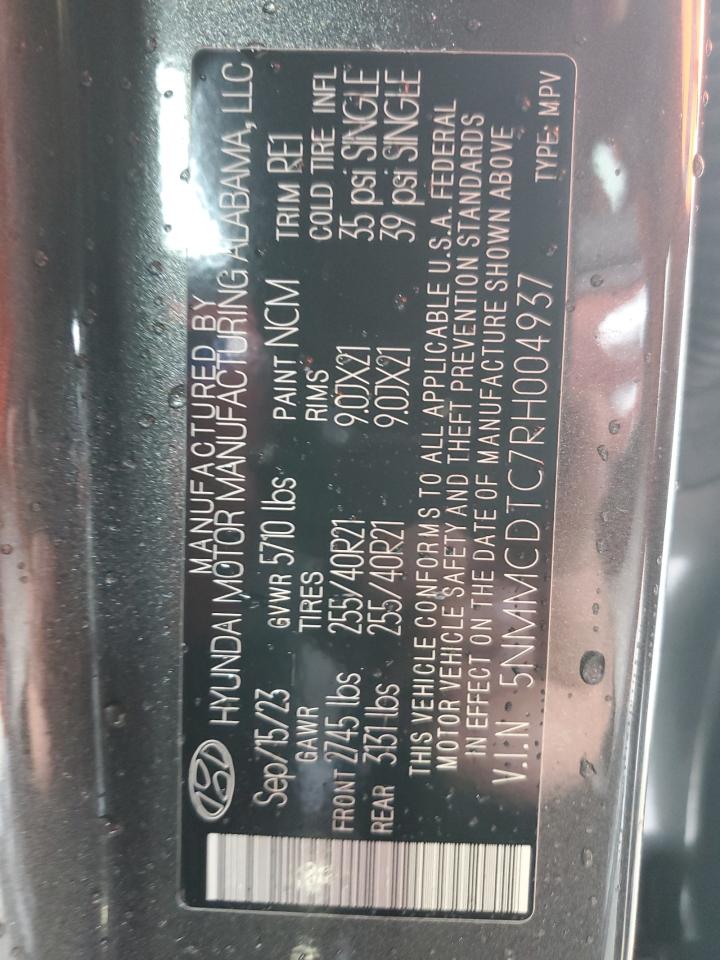 MANUFACTURED BY
HYUNDAI MOTOR MANUFACTURING ALABAMA, LLC
Sep/15/23 GVWR 5710 lbs PAINT NCM TRIM RE1
GAWR TIRES RIMS COLD TIRE INFL
FRONT 2745 lbs 255/40R21 9.0JX21 35 psi SINGLE
REAR 3131 lbs 255/40R21 9.0JX21 39 psi SINGLE
THIS VEHICLE CONFORMS TO ALL APPLICABLE U.S.A. FEDERAL
MOTOR VEHICLE SAFETY AND THEFT PREVENTION STANDARDS
IN EFFECT ON THE DATE OF MANUFACTURE SHOWN ABOVE
V.I.N. 5NMMCDTC7RH004937 TYPE: MPV